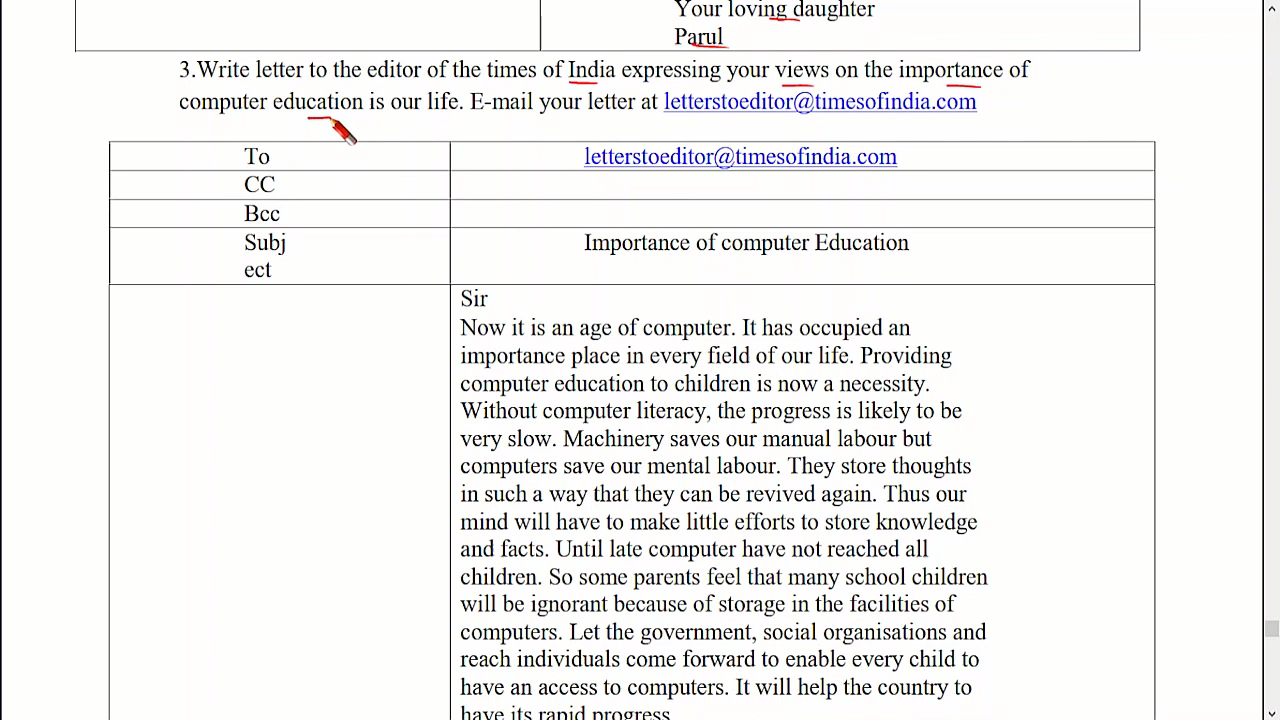 Your loving daughter
Parul
3.Write letter to the editor of the times of India expressing your views on the importance of
computer education is our life. E-mail your letter at letterstoeditor@timesofindia.com
To letterstoeditor@timesofindia.com
CC
Bcc
Subj Importance of computer Education
ect
Sir
Now it is an age of computer. It has occupied an
importance place in every field of our life. Providing
computer education to children is now a necessity.
Without computer literacy, the progress is likely to be
very slow. Machinery saves our manual labour but
computers save our mental labour. They store thoughts
in such a way that they can be revived again. Thus our
mind will have to make little efforts to store knowledge
and facts. Until late computer have not reached all
children. So some parents feel that many school children
will be ignorant because of storage in the facilities of
computers. Let the government, social organisations and
reach individuals come forward to enable every child to
have an access to computers. It will help the country to
have its rapid progress